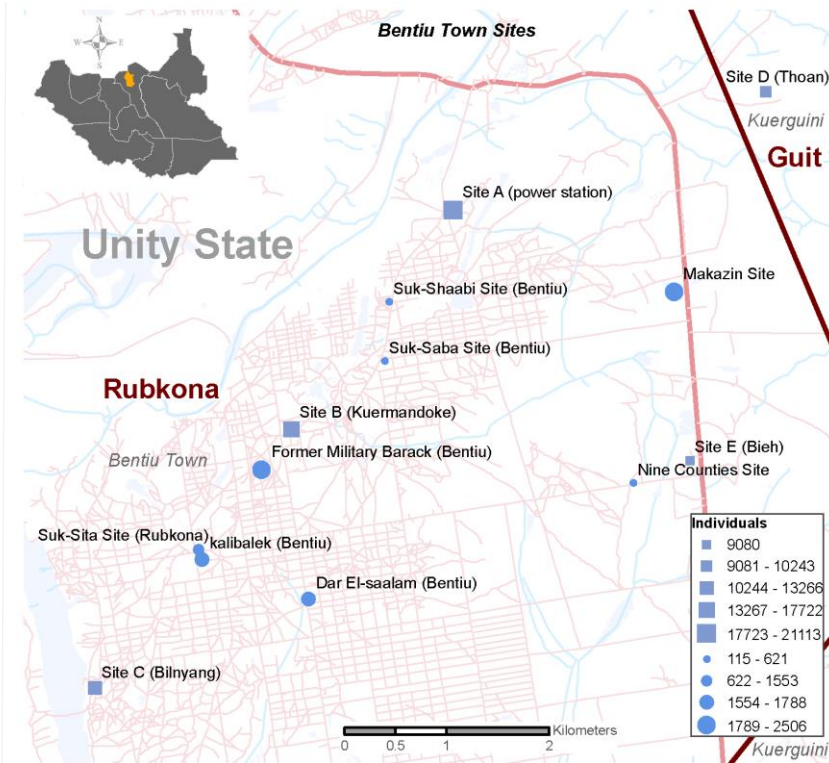 Bentiu Town Sites
N
W E
S
Site D (Thoan)
Kuerguini
Guit
Site A (power station)
Unity State
Makazin Site
Suk-Shaabi Site (Bentiu)
Suk-Saba Site (Bentiu)
Rubkona
Site B (Kuermandoke)
Bentiu Town
Former Military Barack (Bentiu)
Site E (Bieh)
Nine Counties Site
Suk-Sita Site (Rubkona)
kalibalek (Bentiu)
Dar El-saalam (Bentiu)
Site C (Bilnyang)
Individuals
9080
9081 - 10243
10244 - 13266
13267 - 17722
17723 - 21113
115 - 621
622 - 1553
1554 - 1788
1789 - 2506
Kilometers
0 0.5 1 2
Kuerguini